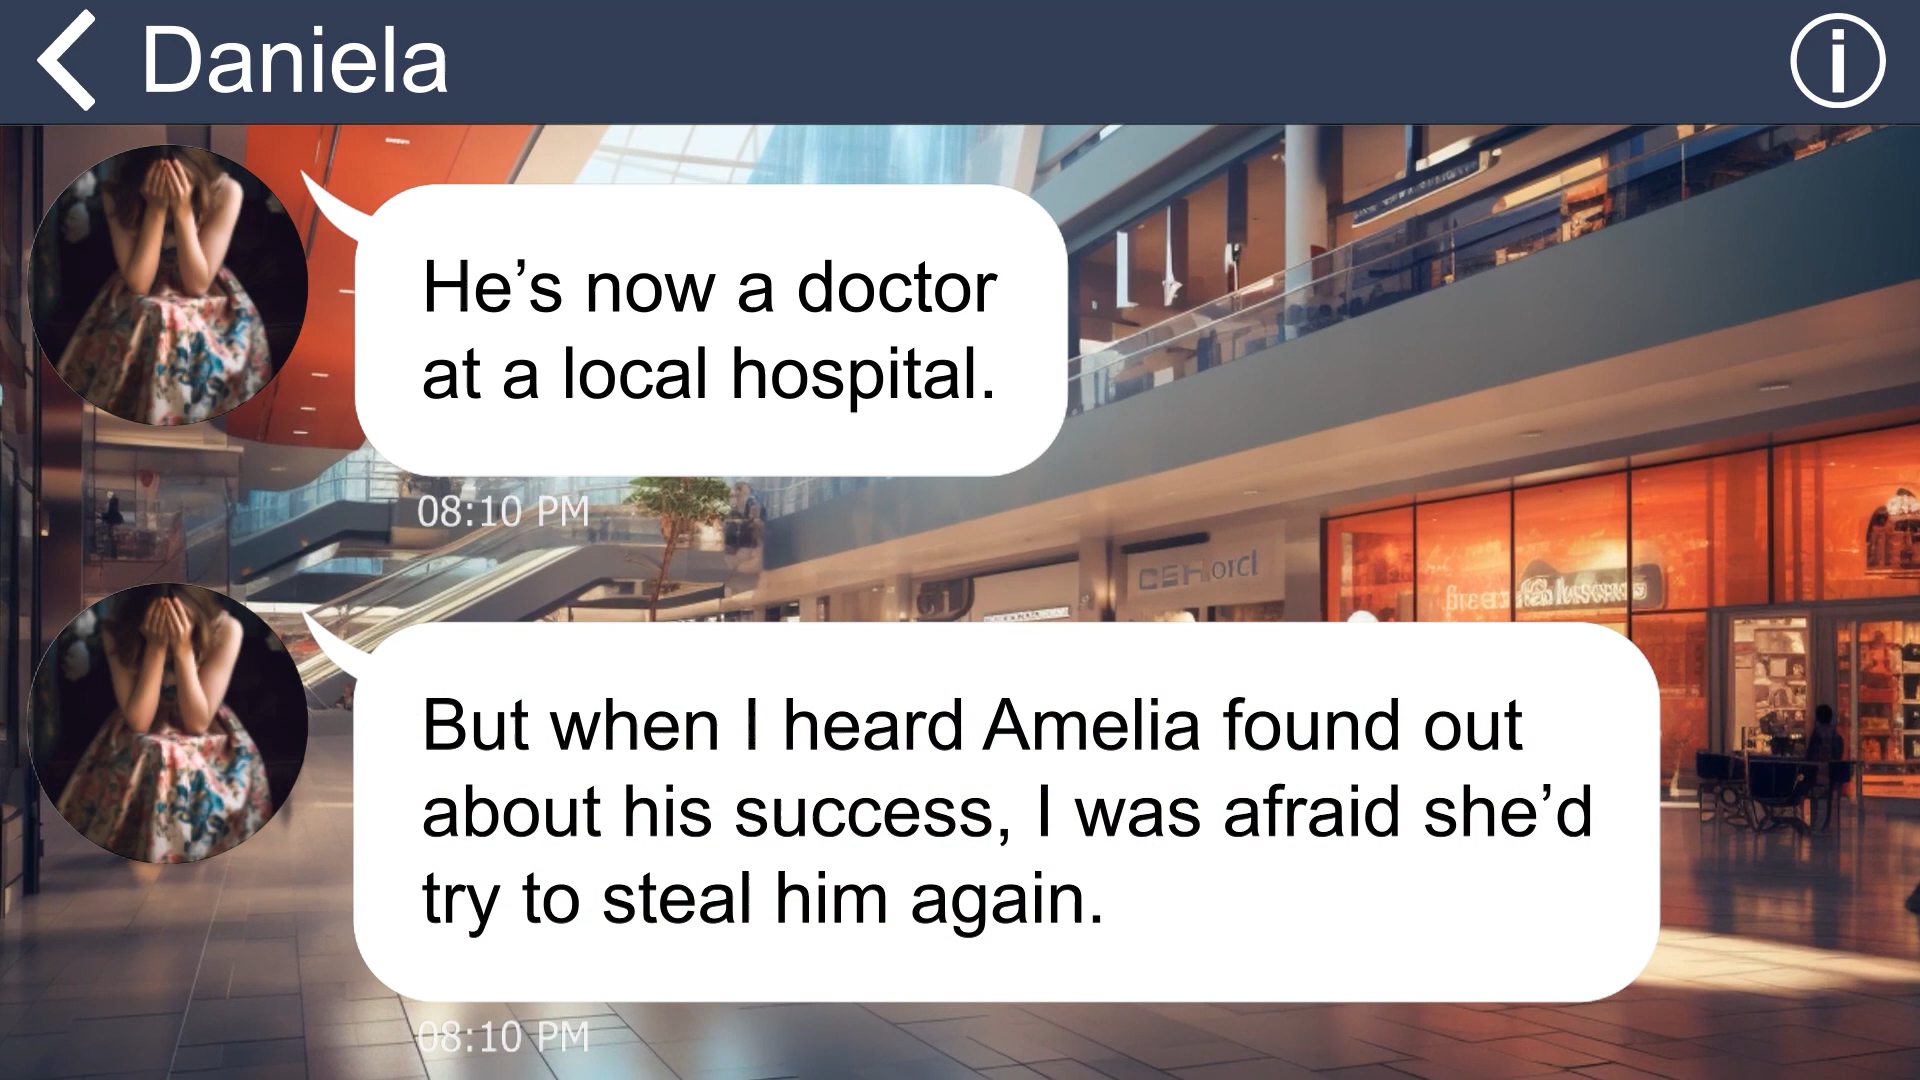 Daniela
He’s now a doctor
at a local hospital.
08:10 PM
But when I heard Amelia found out
about his success, I was afraid she’d
try to steal him again.
08:10 PM